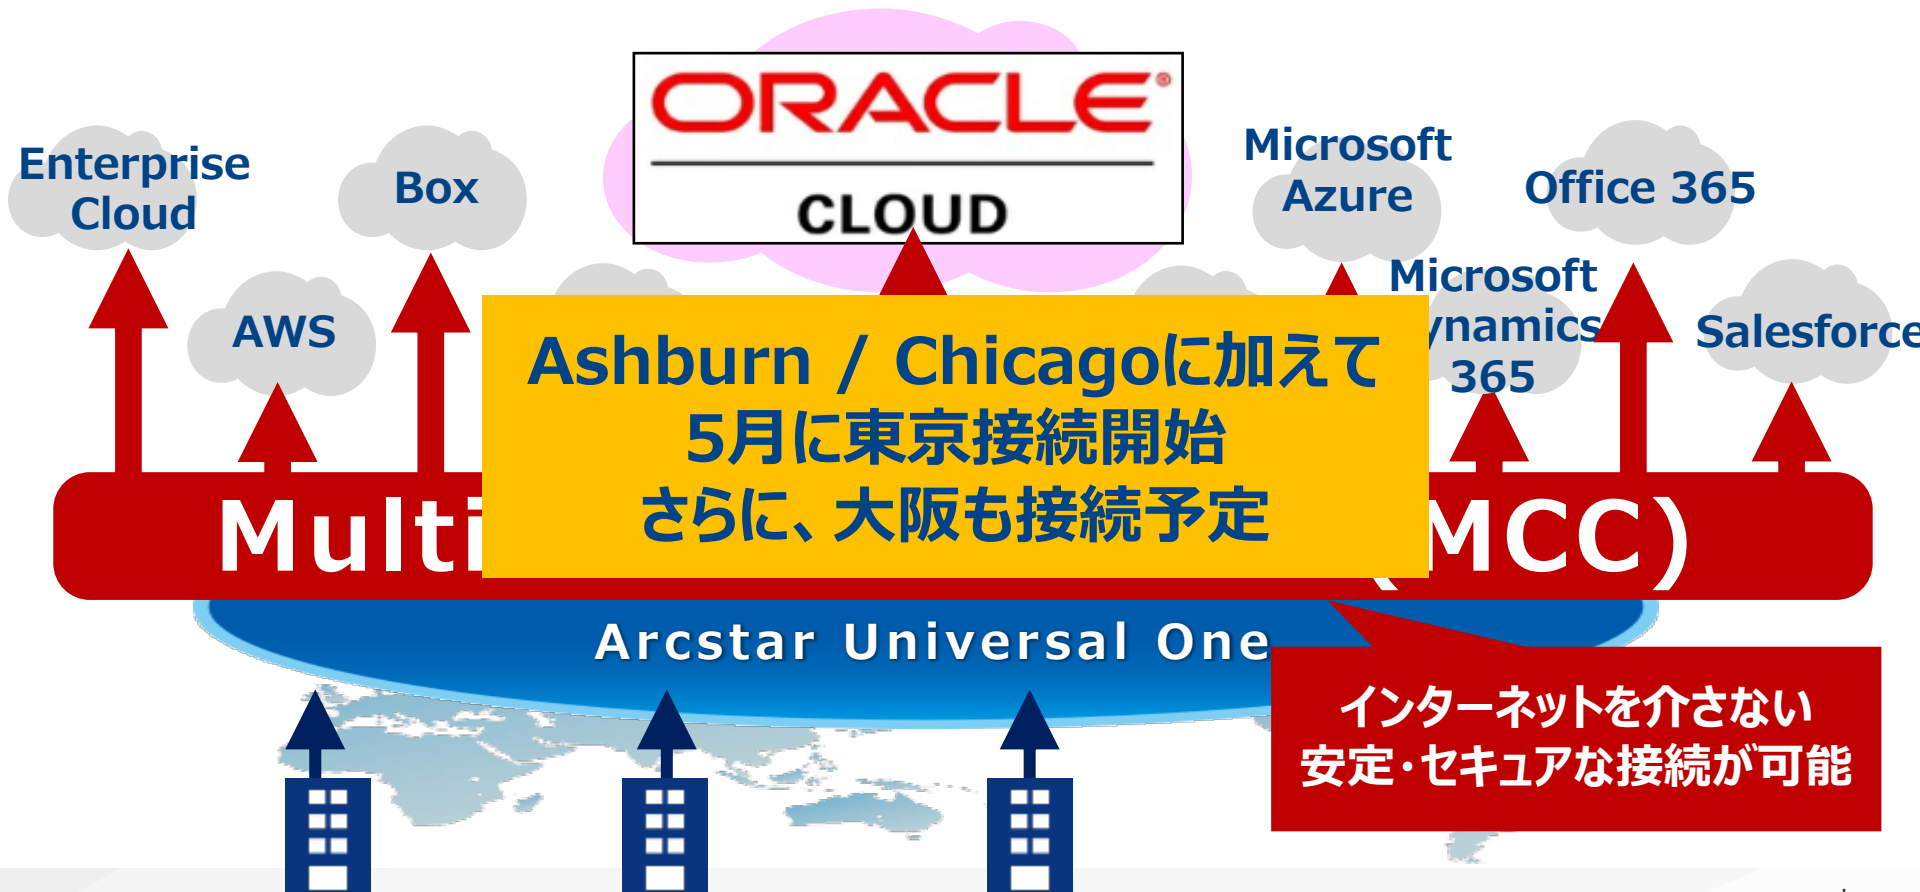 ORACLE®
CLOUD
Enterprise
Cloud
Box
AWS
Microsoft
Azure
Office 365
Microsoft
ynamics
365
Salesforce
Ashburn / Chicagoに加えて
5月に東京接続開始
さらに、大阪も接続予定
Multi
(MCC)
Arcstar Universal One
インターネットを介さない
安定・セキュアな接続が可能